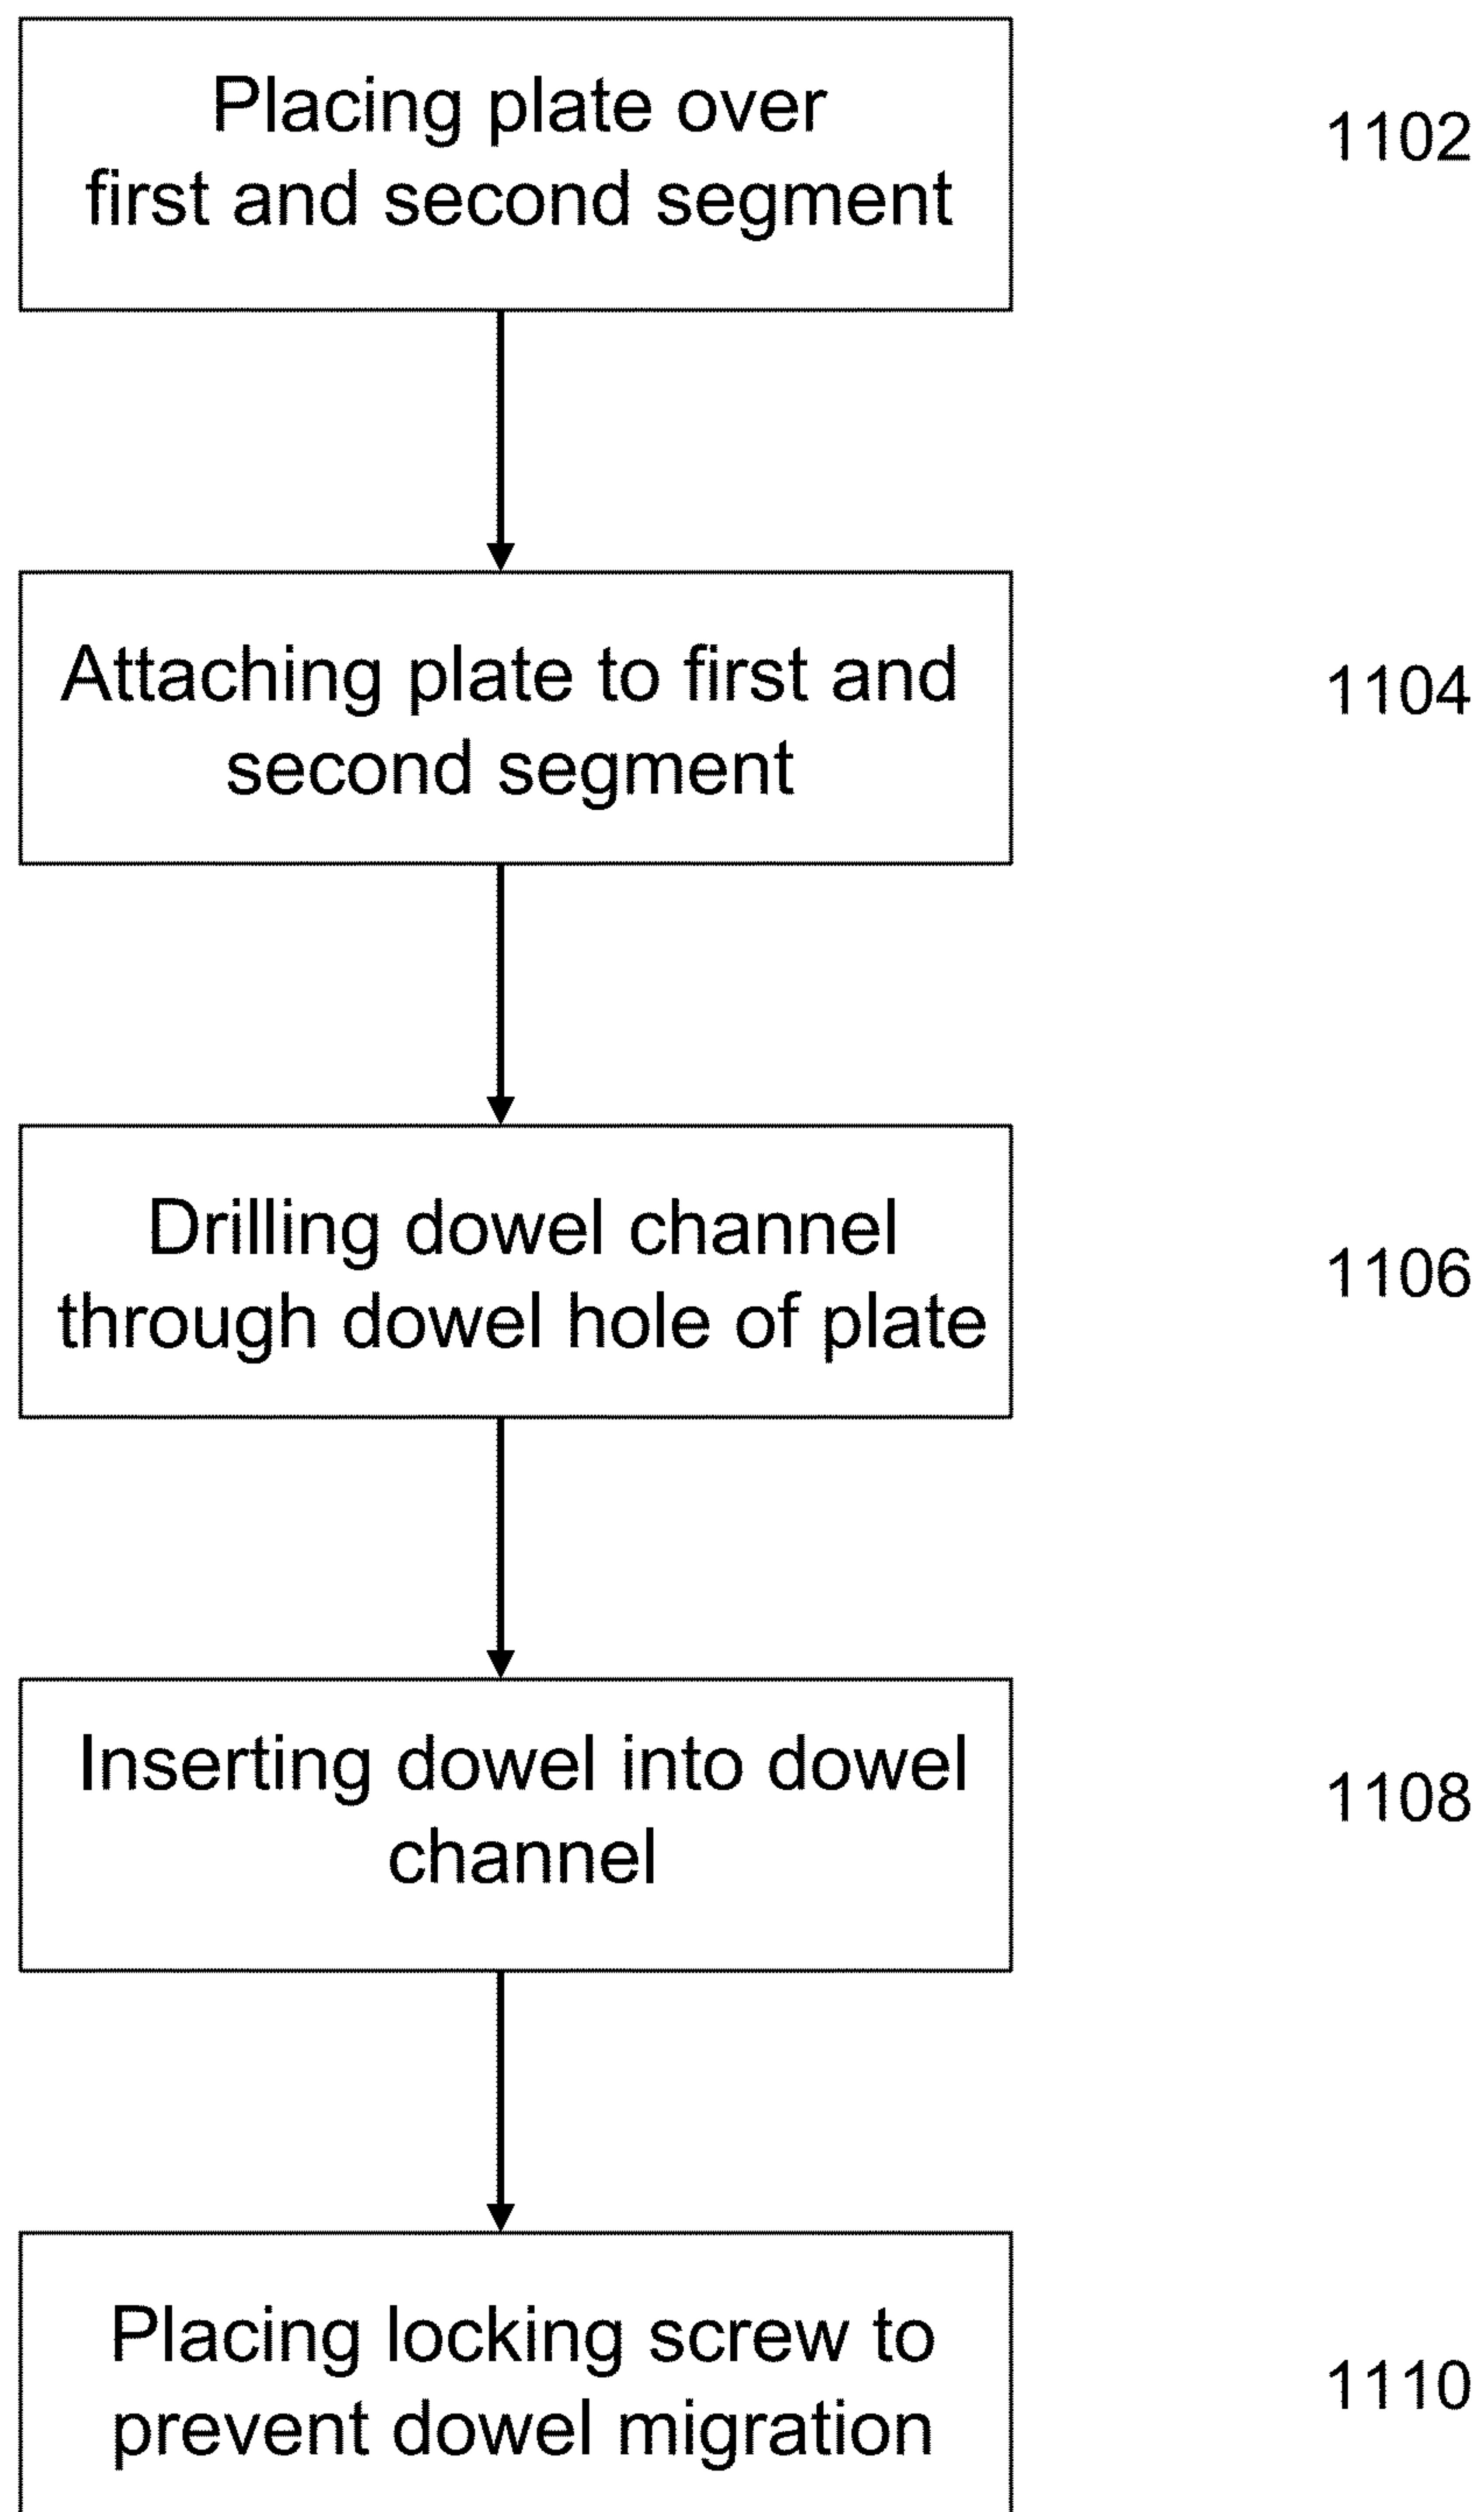 Placing plate over
first and second segment
1102
Attaching plate to first and
second segment
1104
Drilling dowel channel
through dowel hole of plate
1106
Inserting dowel into dowel
channel
1108
Placing locking screw to
prevent dowel migration
1110